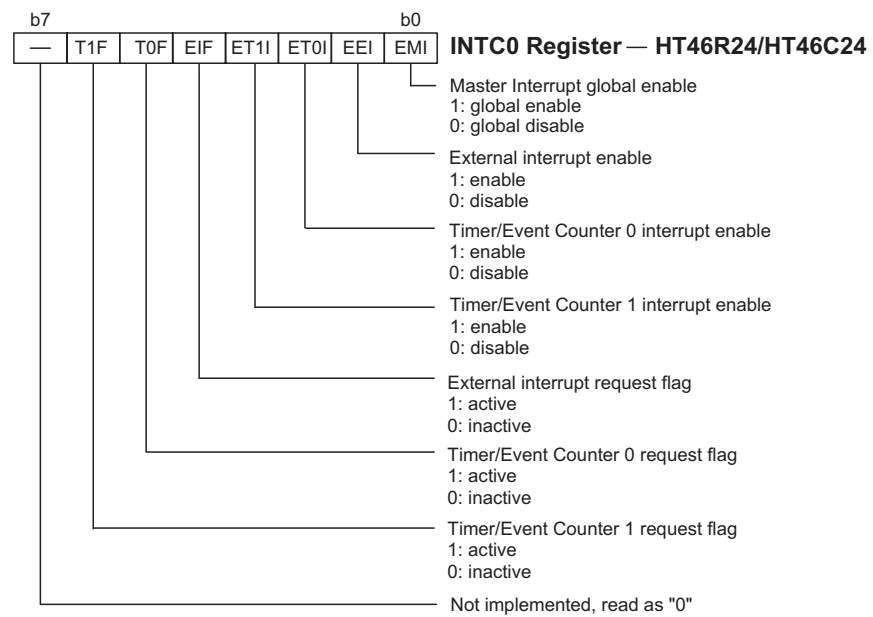 b7 b0
— T1F T0F EIF ET1I ET0I EEI EMI INTC0 Register — HT46R24/HT46C24
Master Interrupt global enable
1: global enable
0: global disable
External interrupt enable
1: enable
0: disable
Timer/Event Counter 0 interrupt enable
1: enable
0: disable
Timer/Event Counter 1 interrupt enable
1: enable
0: disable
External interrupt request flag
1: active
0: inactive
Timer/Event Counter 0 request flag
1: active
0: inactive
Timer/Event Counter 1 request flag
1: active
0: inactive
Not implemented, read as "0"